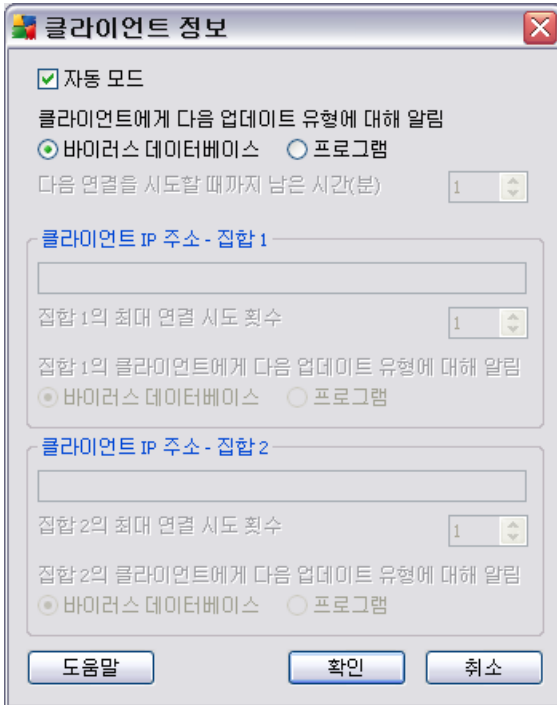 클라이언트 정보
자동 모드
클라이언트에게 다음 업데이트 유형에 대해 알림
바이러스 데이터베이스 프로그램
다음 연결을 시도할 때까지 남은 시간(분) 1
클라이언트 IP 주소 - 집합 1
집합 1의 최대 연결 시도 횟수 1
집합 1의 클라이언트에게 다음 업데이트 유형에 대해 알림
바이러스 데이터베이스 프로그램
클라이언트 IP 주소 - 집합 2
집합 2의 최대 연결 시도 횟수 1
집합 2의 클라이언트에게 다음 업데이트 유형에 대해 알림
바이러스 데이터베이스 프로그램
도움말 확인 취소